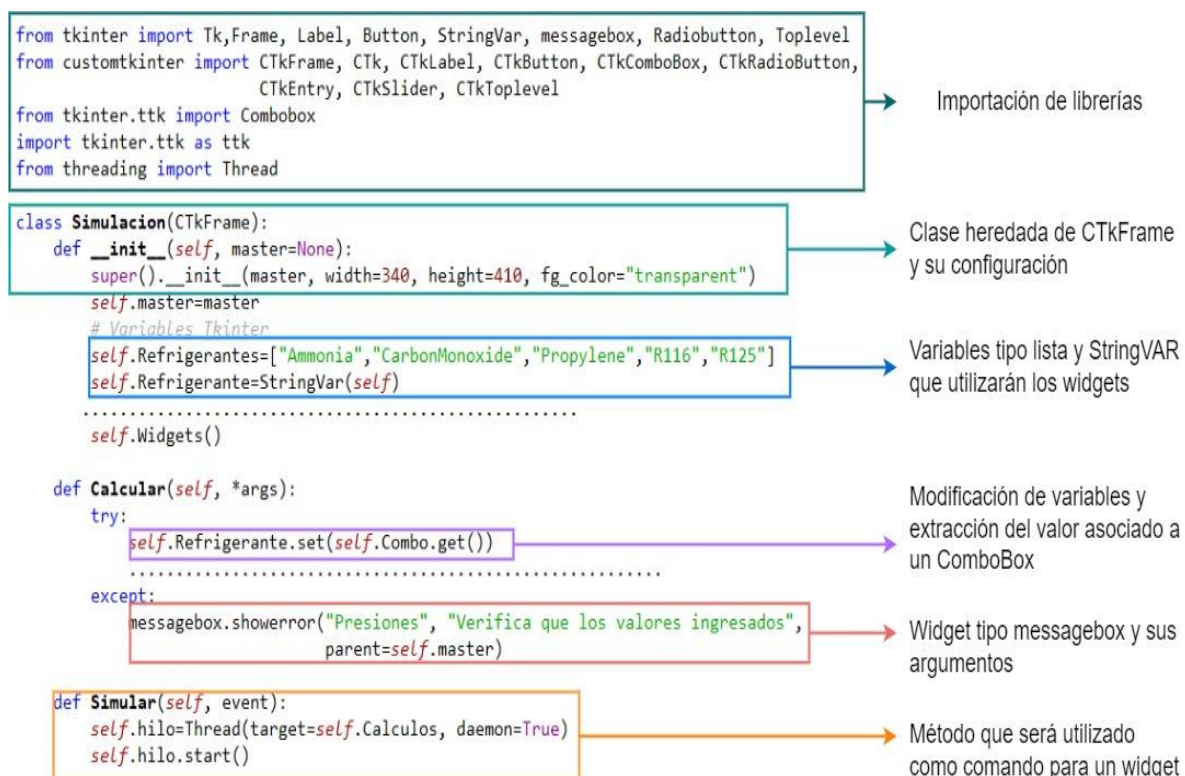 from tkinter import Tk,Frame, Label, Button, StringVar, messagebox, Radiobutton, Toplevel
from customtkinter import CTkFrame, CTk, CTkLabel, CTkButton, CTkComboBox, CTkRadioButton,
CTkEntry, CTkSlider, CTkToplevel
from tkinter.ttk import Combobox
import tkinter.ttk as ttk
from threading import Thread
Importación de librerías
class Simulacion(CTkFrame):
def __init__(self, master=None):
super().__init__(master, width=340, height=410, fg_color="transparent")
Clase heredada de CTkFrame
y su configuración
self.master=master
# Variables Tkinter
self.Refrigerantes=["Ammonia","CarbonMonoxide","Propylene","R116","R125"]
self.Refrigerante=StringVar(self)
Variables tipo lista y StringVAR
que utilizarán los widgets
......................................................
self.Widgets()
def Calcular(self, *args):
try:
self.Refrigerante.set(self.Combo.get())
Modificación de variables y
extracción del valor asociado a
un ComboBox
..........................................................
except:
messagebox.showerror("Presiones", "Verifica que los valores ingresados",
parent=self.master)
Widget tipo messagebox y sus
argumentos
def Simular(self, event):
self.hilo=Thread(target=self.Calculos, daemon=True)
self.hilo.start()
Método que será utilizado
como comando para un widget